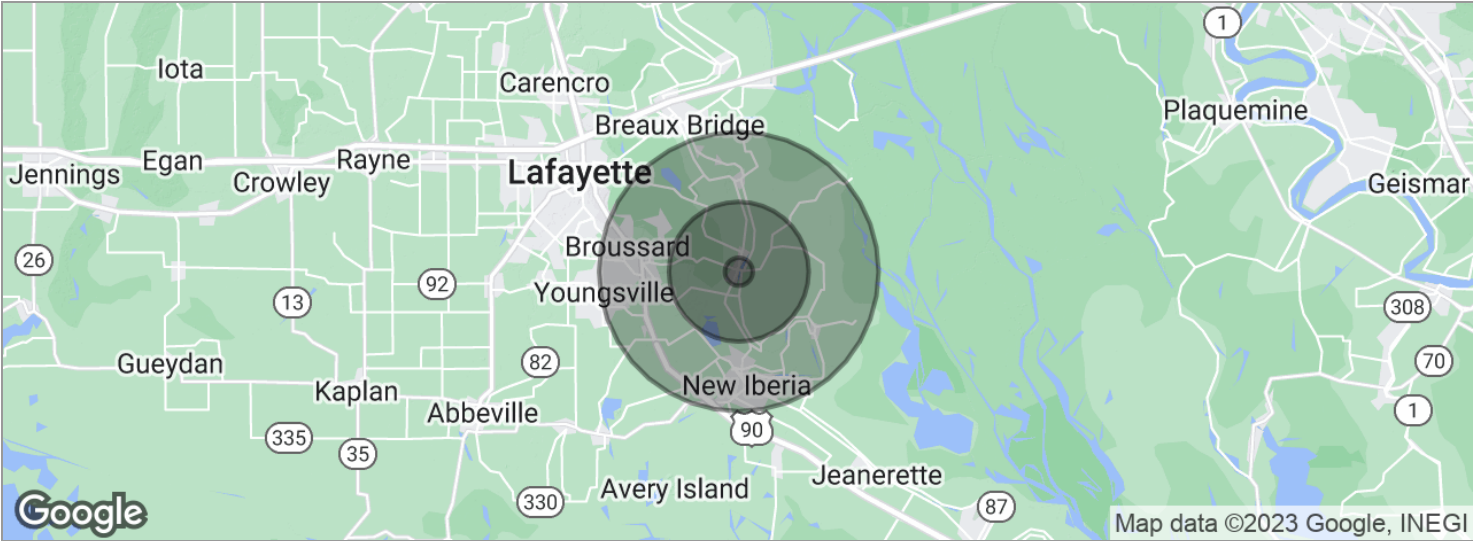 1
Iota
Carencro
Plaquemine
Breaux Bridge
Egan
Rayne
Lafayette
Jennings
Crowley
Geismar
Broussard
26
92
Youngsville
13
308
Gueydan
82
70
Kaplan
New Iberia
Abbeville
1
335
90
35
Jeanerette
Avery Island
330
87
Google
Map data ©2023 Google, INEGI